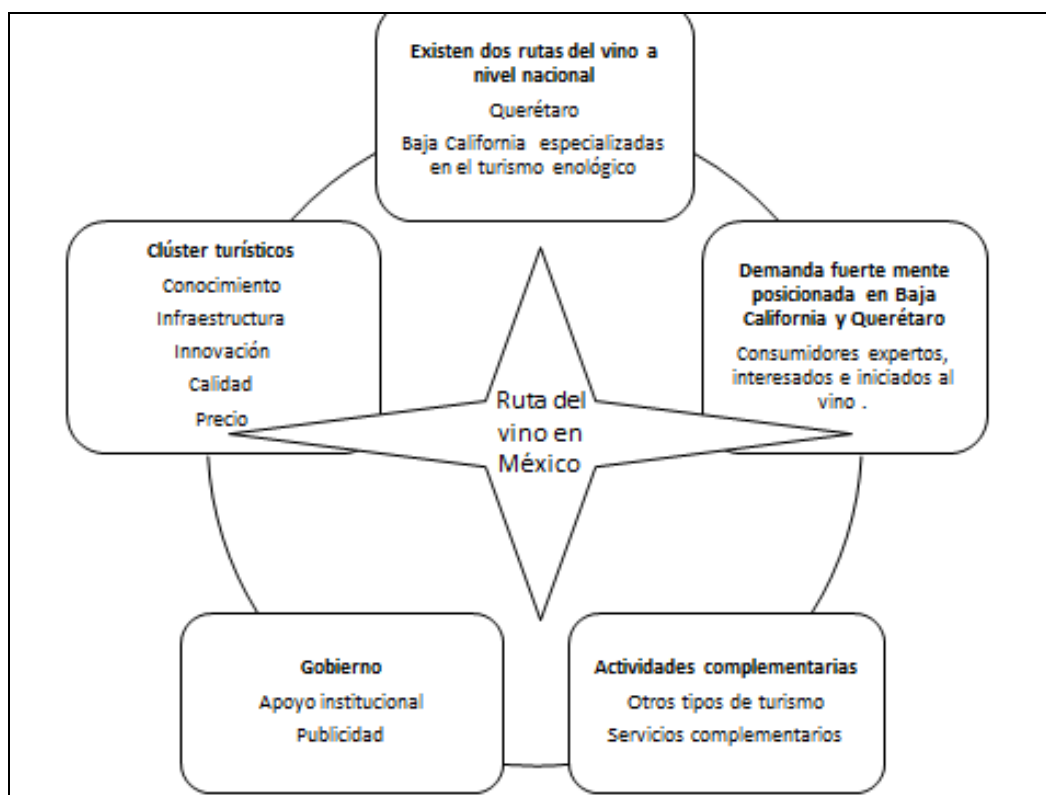 Existen dos rutas del vino a
nivel nacional
Querétaro
Baja California especializadas
en el turismo enológico
Clúster turísticos
Conocimiento
Infraestructura
Innovación
Calidad
Precio
Demanda fuerte mente
posicionada en Baja
California y Querétaro
Consumidores expertos,
interesados e iniciados al
vino .
Ruta del
vino en
México
Gobierno
Apoyo institucional
Publicidad
Actividades complementarias
Otros tipos de turismo
Servicios complementarios